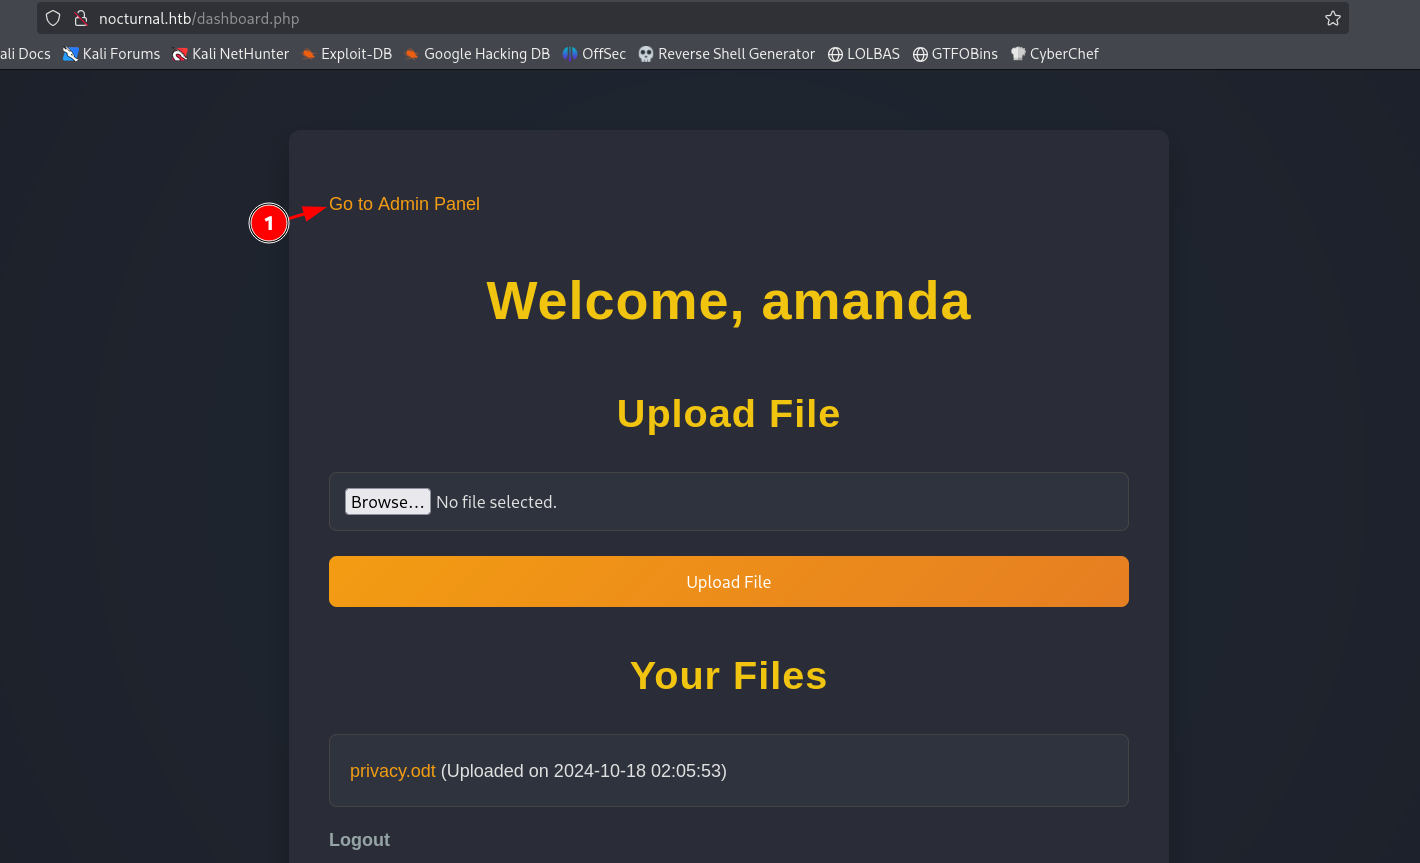 nocturnal.htb/dashboard.php
ali Docs Kali Forums Kali NetHunter Exploit-DB Google Hacking DB OffSec Reverse Shell Generator LOLBAS GTFOBins CyberChef
Go to Admin Panel
1
Welcome, amanda
Upload File
Browse... No file selected.
Upload File
Your Files
privacy.odt (Uploaded on 2024-10-18 02:05:53)
Logout